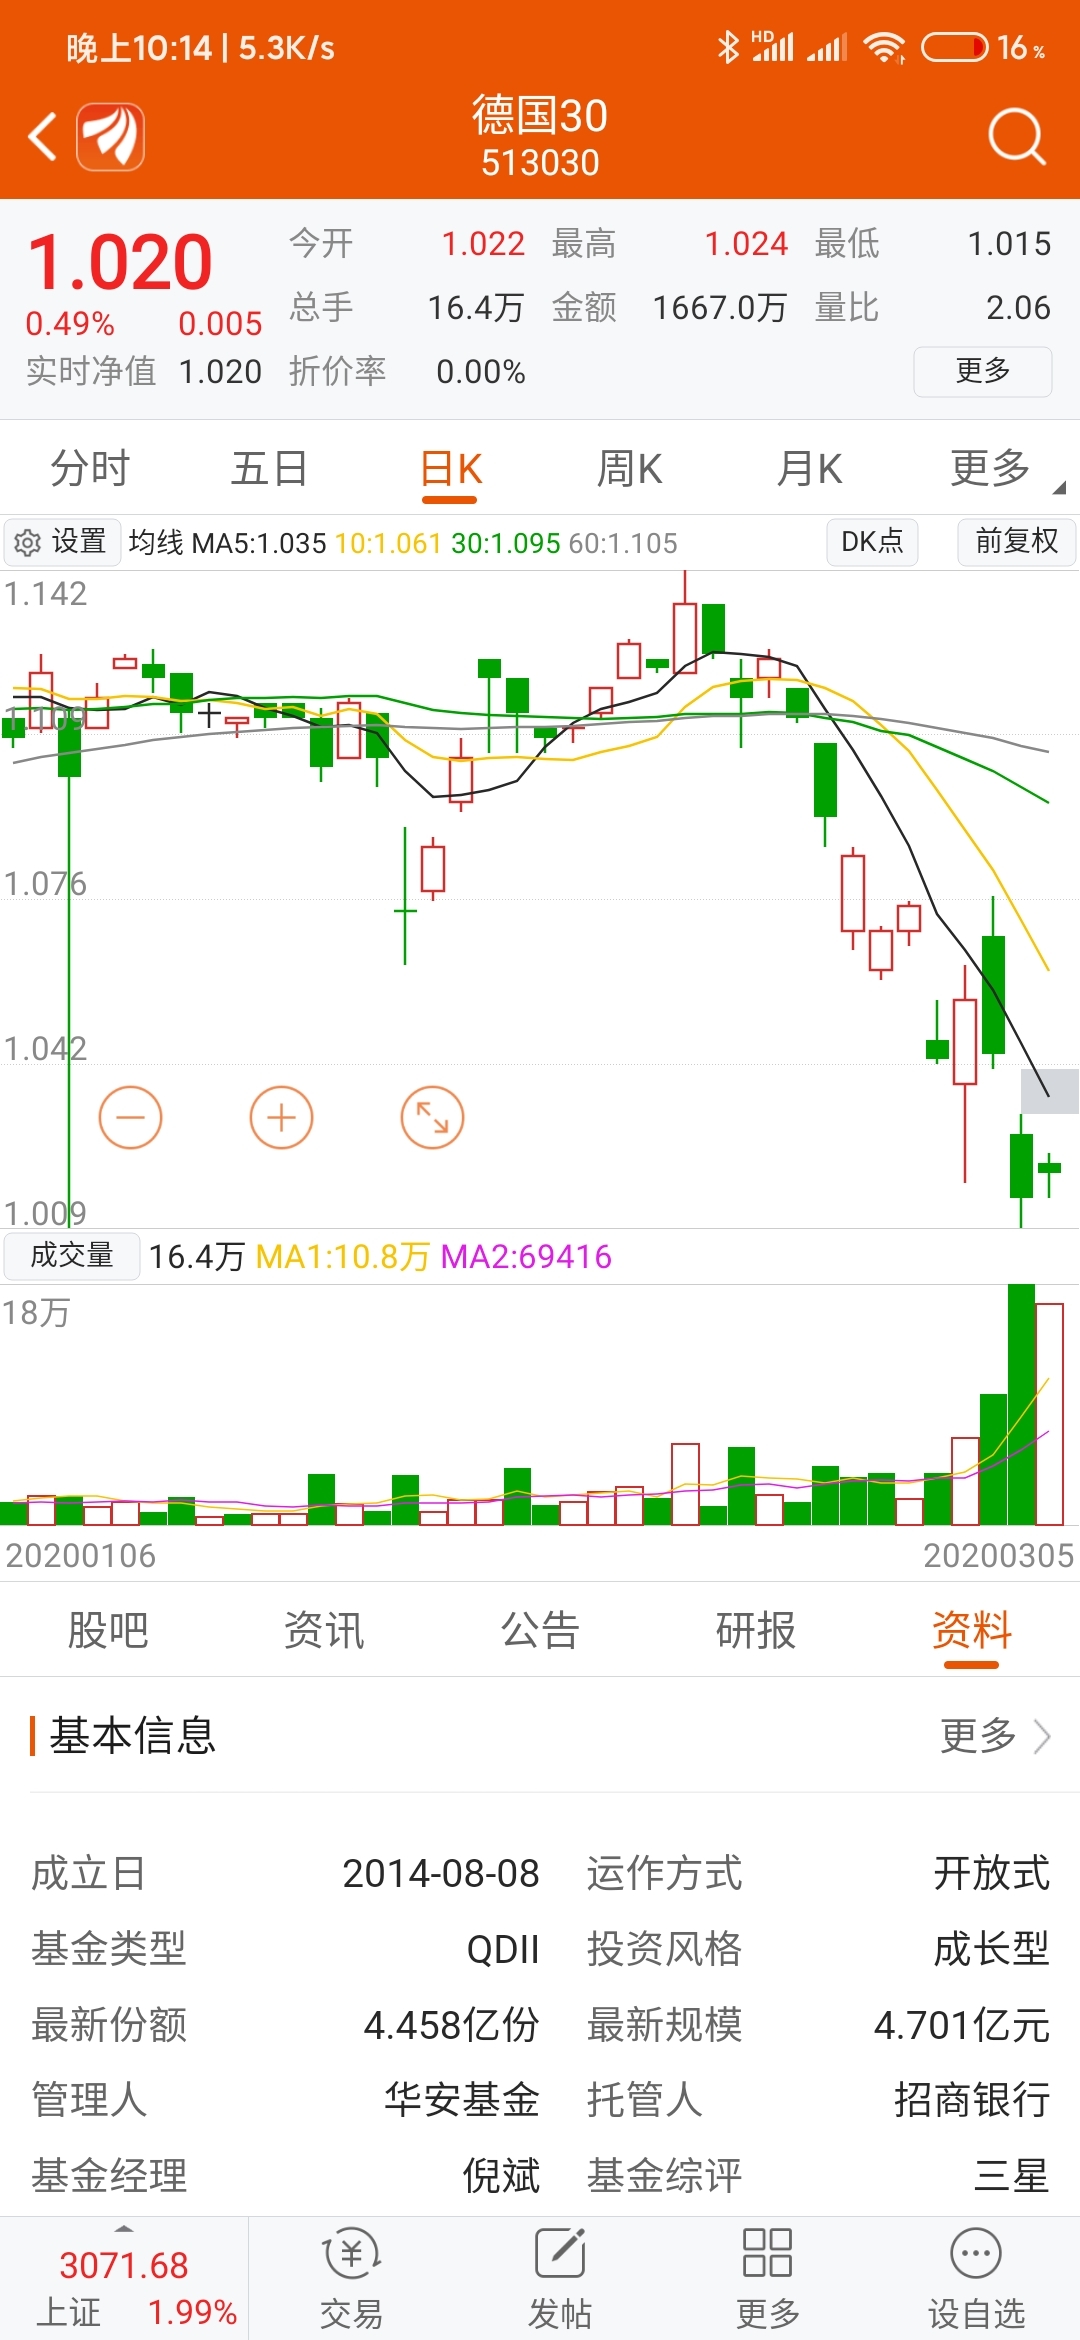 晚上10:14 | 5.3K/s HD 16 %
德国30
513030
1.020 今开 1.022 最高 1.024 最低 1.015
0.49% 0.005 总手 16.4万 金额 1667.0万 量比 2.06
实时净值 1.020 折价率 0.00% 更多
分时 五日 日K 周K 月K 更多
设置 均线 MA5:1.035 10:1.061 30:1.095 60:1.105 DK点 前复权
1.142
1.109
1.076
1.042
1.009
成交量 16.4万 MA1:10.8万 MA2:69416
18万
20200106 20200305
股吧 资讯 公告 研报 资料
基本信息 更多
成立日 2014-08-08 运作方式 开放式
基金类型 QDII 投资风格 成长型
最新份额 4.458亿份 最新规模 4.701亿元
管理人 华安基金 托管人 招商银行
基金经理 倪斌 基金综评 三星
3071.68
上证 1.99% 交易 发帖 更多 设自选